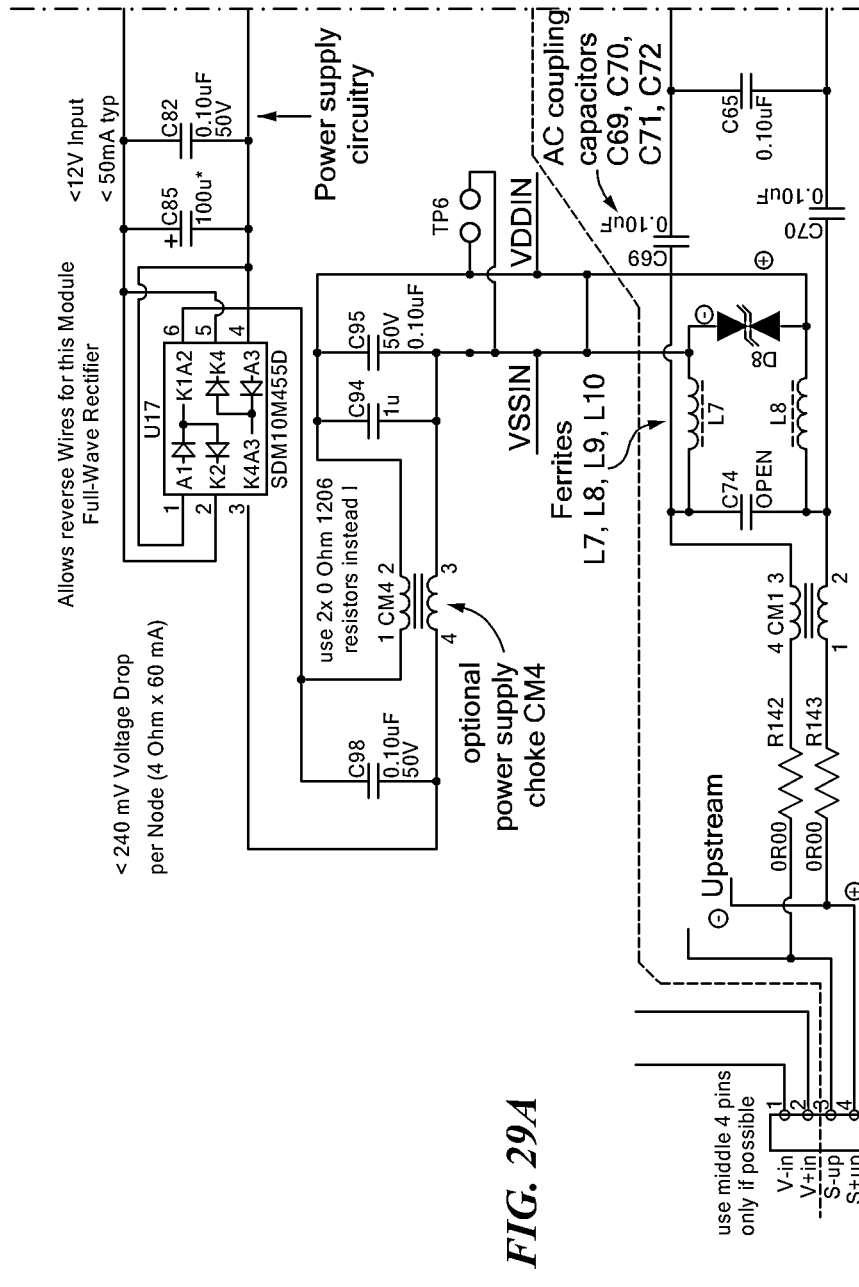 <12V Input
< 50mA typ
Allows reverse Wires for this Module
Full-Wave Rectifier
C82
0.10uF
50V
+
C85
100u*
Power supply
circuitry
U17
1
2
3
6
5
4
A1
K1A2
K2
K4
K4A3
A3
SDM10M455D
< 240 mV Voltage Drop
per Node (4 Ohm x 60 mA)
use 2x 0 Ohm 1206
resistors instead !
1 CM4 2
4
3
C98
0.10uF
50V
C94
1u
C95
50V
0.10uF
TP6
VDDIN
VSSIN
optional
power supply
choke CM4
AC coupling
capacitors
C69, C70,
C71, C72
Ferrites
L7, L8, L9, L10
C69
0.10uF
C65
0.10uF
C70
0.10uF
L7
L8
D8
-
+
C74
OPEN
4 CM1 3
1
2
R142
0R00
R143
0R00
Upstream
-
+
use middle 4 pins
only if possible
1
2
3
4
V-in
V+in
S-up
S+up
FIG. 29A